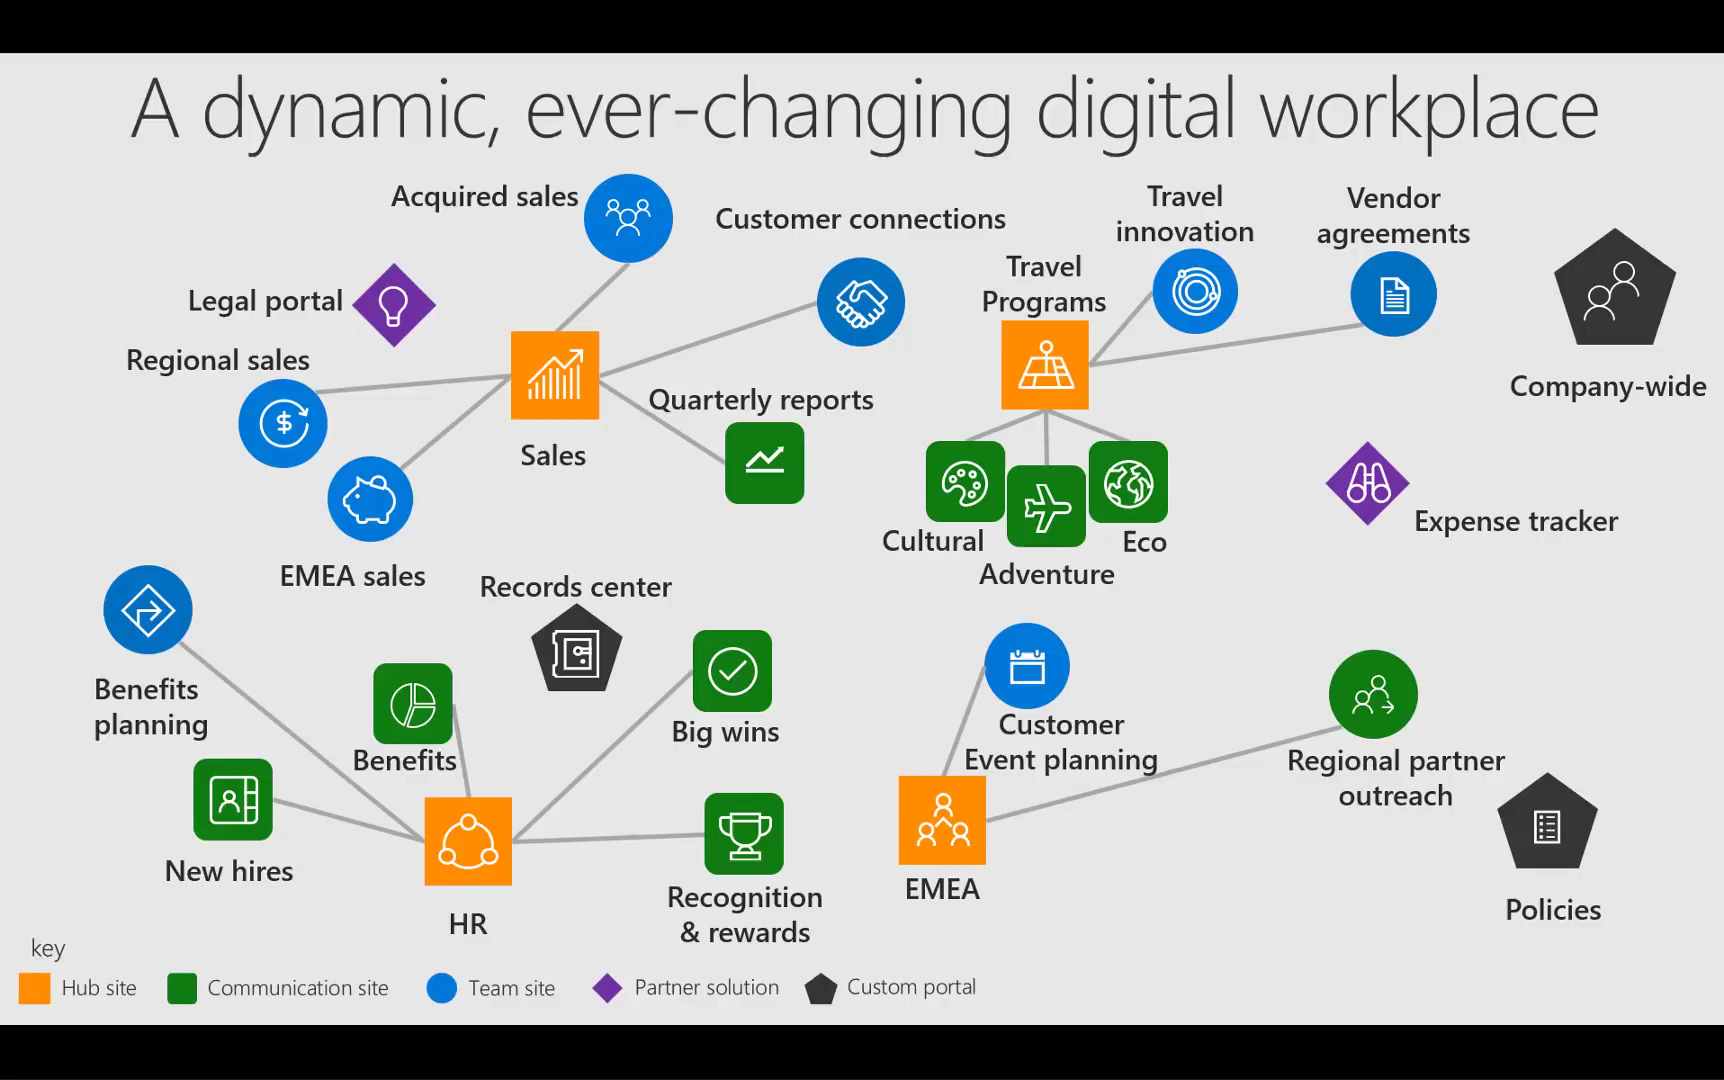 A dynamic, ever-changing digital workplace
Acquired sales
Customer connections
Travel
innovation
Vendor
agreements
Travel
Programs
Legal portal
Regional sales
Company-wide
Quarterly reports
Sales
$
EMEA sales
Cultural
Adventure
Eco
Expense tracker
Records center
Benefits
planning
Benefits
Big wins
Customer
Event planning
Regional partner
outreach
New hires
HR
Recognition
& rewards
EMEA
Policies
key
Hub site
Communication site
Team site
Partner solution
Custom portal